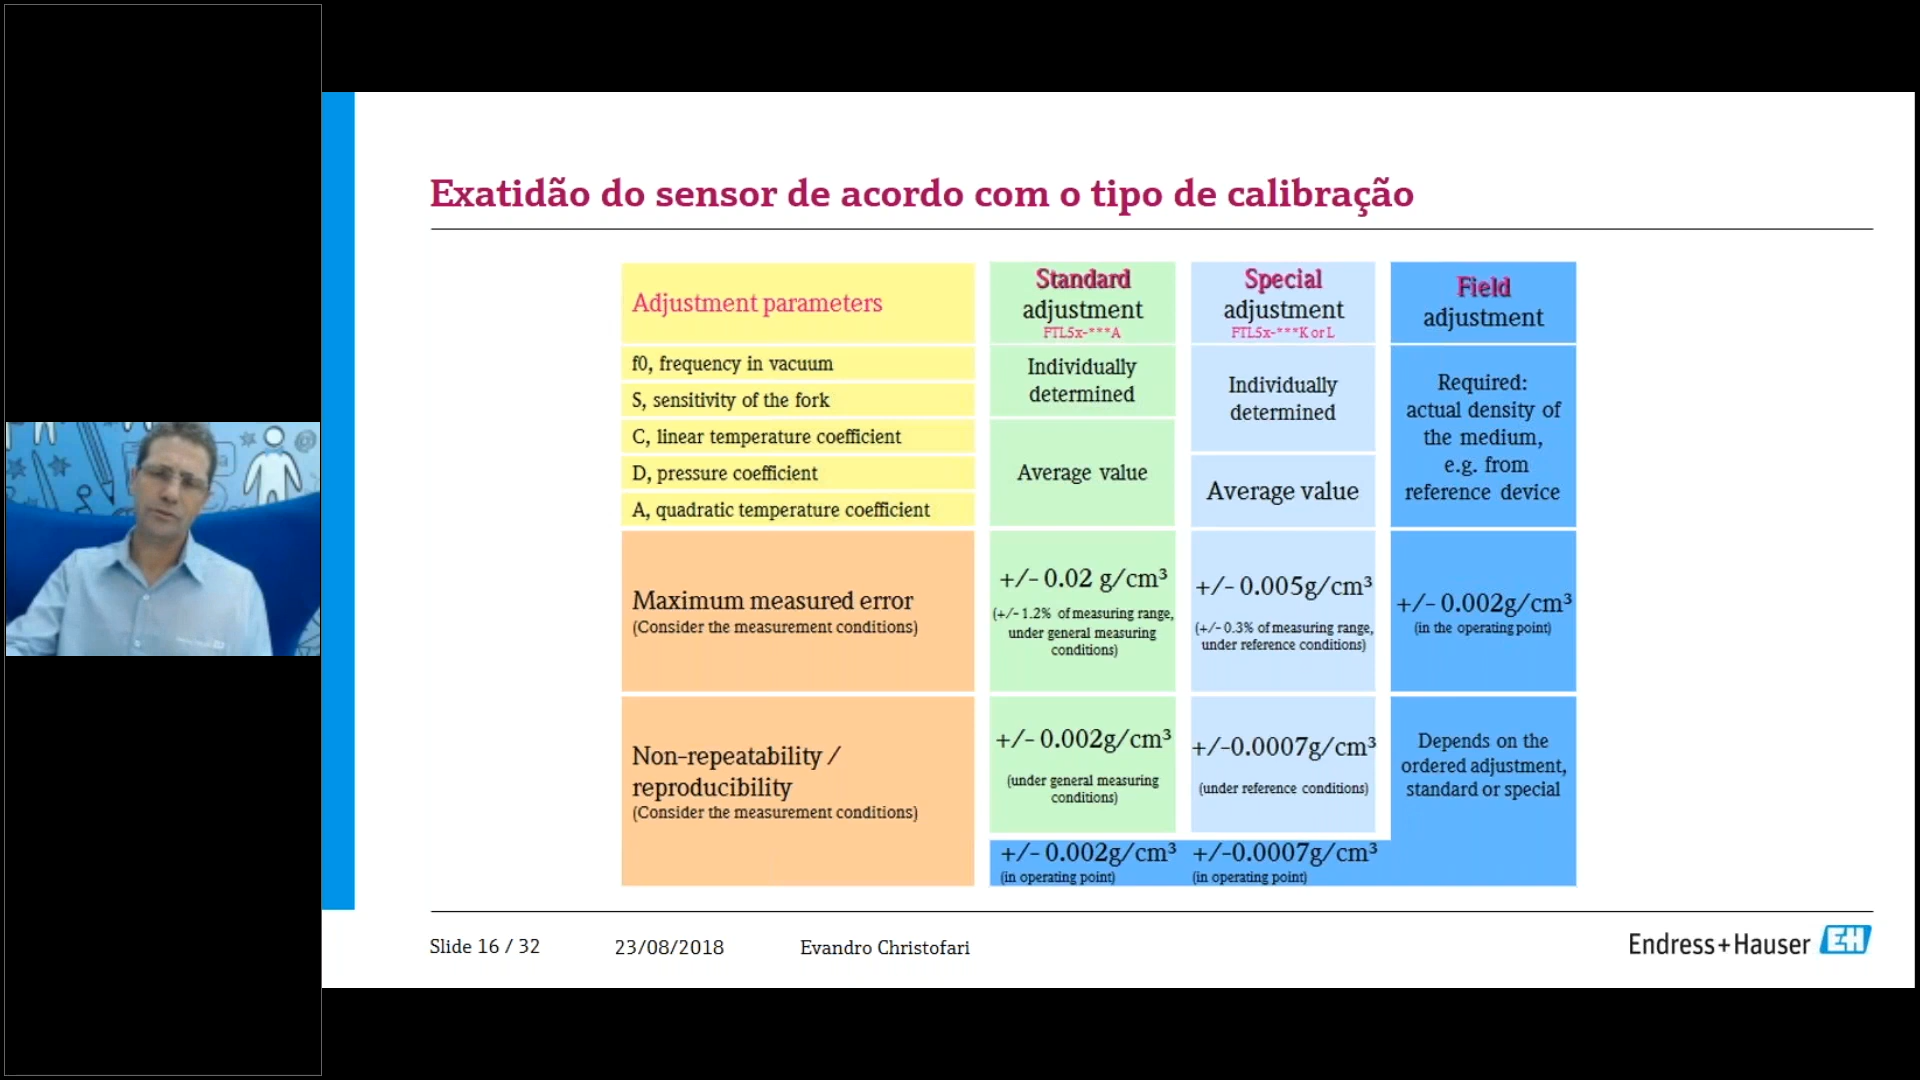 Exatidão do sensor de acordo com o tipo de calibração
Adjustment parameters
Standard
adjustment
FTL5x-***A
Special
adjustment
FTL5x-***K or L
Field
adjustment
f0, frequency in vacuum
S, sensitivity of the fork
C, linear temperature coefficient
D, pressure coefficient
A, quadratic temperature coefficient
Individually
determined
Average value
Individually
determined
Average value
Required:
actual density of
the medium,
e.g. from
reference device
Maximum measured error
(Consider the measurement conditions)
+/- 0.02 g/cm³
(+/- 1.2% of measuring range,
under general measuring
conditions)
+/- 0.005g/cm³
(+/- 0.3% of measuring range,
under reference conditions)
+/- 0.002g/cm³
(in the operating point)
Non-repeatability /
reproducibility
(Consider the measurement conditions)
+/- 0.002g/cm³
(under general measuring
conditions)
+/-0.0007g/cm³
(under reference conditions)
Depends on the
ordered adjustment,
standard or special
+/- 0.002g/cm³
(in operating point)
+/-0.0007g/cm³
(in operating point)
Slide 16 / 32
23/08/2018
Evandro Christofari
Endress+Hauser EH